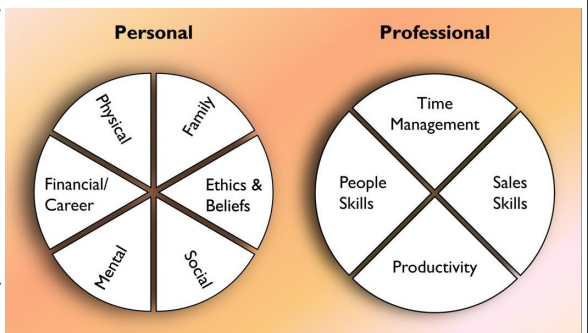 Personal
Physical
Family
Financial/
Career
Ethics &
Beliefs
Mental
Social
Professional
Time
Management
People
Skills
Sales
Skills
Productivity